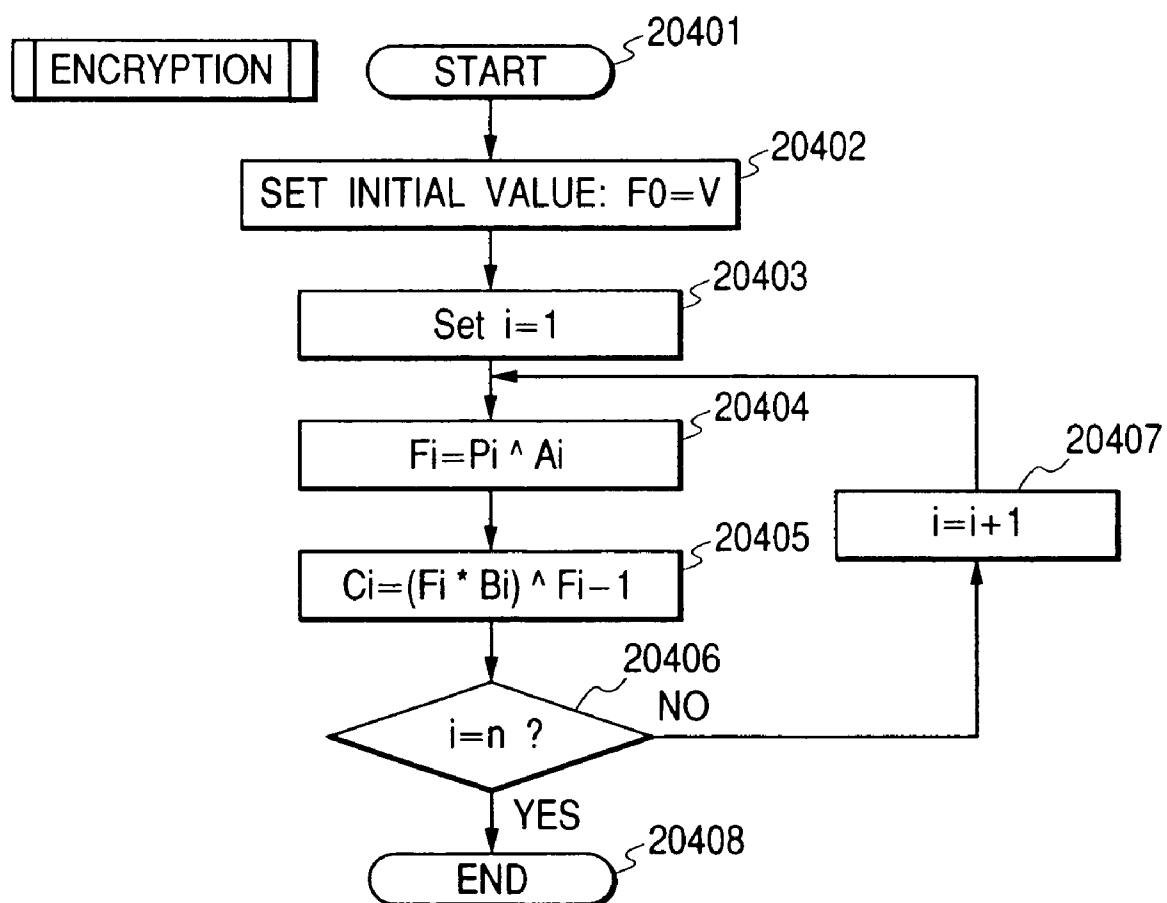 ENCRYPTION
START
20401
SET INITIAL VALUE: F0=V
20402
Set i=1
20403
Fi=Pi ^ Ai
20404
Ci=(Fi * Bi) ^ Fi-1
20405
i=n ?
20406
NO
i=i+1
20407
YES
END
20408